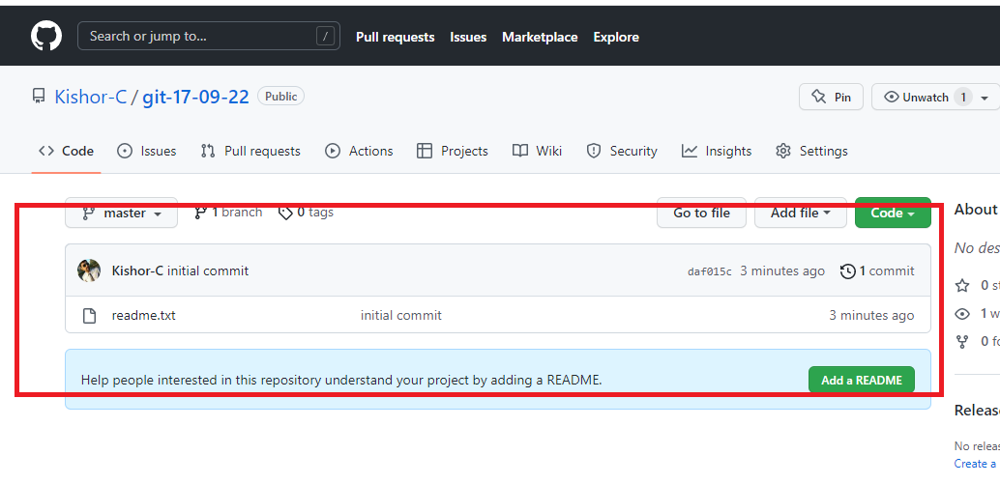 Search or jump to... / Pull requests Issues Marketplace Explore
Kishor-C / git-17-09-22 Public Pin Unwatch 1
Code Issues Pull requests Actions Projects Wiki Security Insights Settings
master 1 branch 0 tags Go to file Add file Code About
No des
Kishor-C initial commit daf015c 3 minutes ago 1 commit
0 st
readme.txt initial commit 3 minutes ago
1 w
0 fo
Help people interested in this repository understand your project by adding a README. Add a README
Releas
No releas
Create a